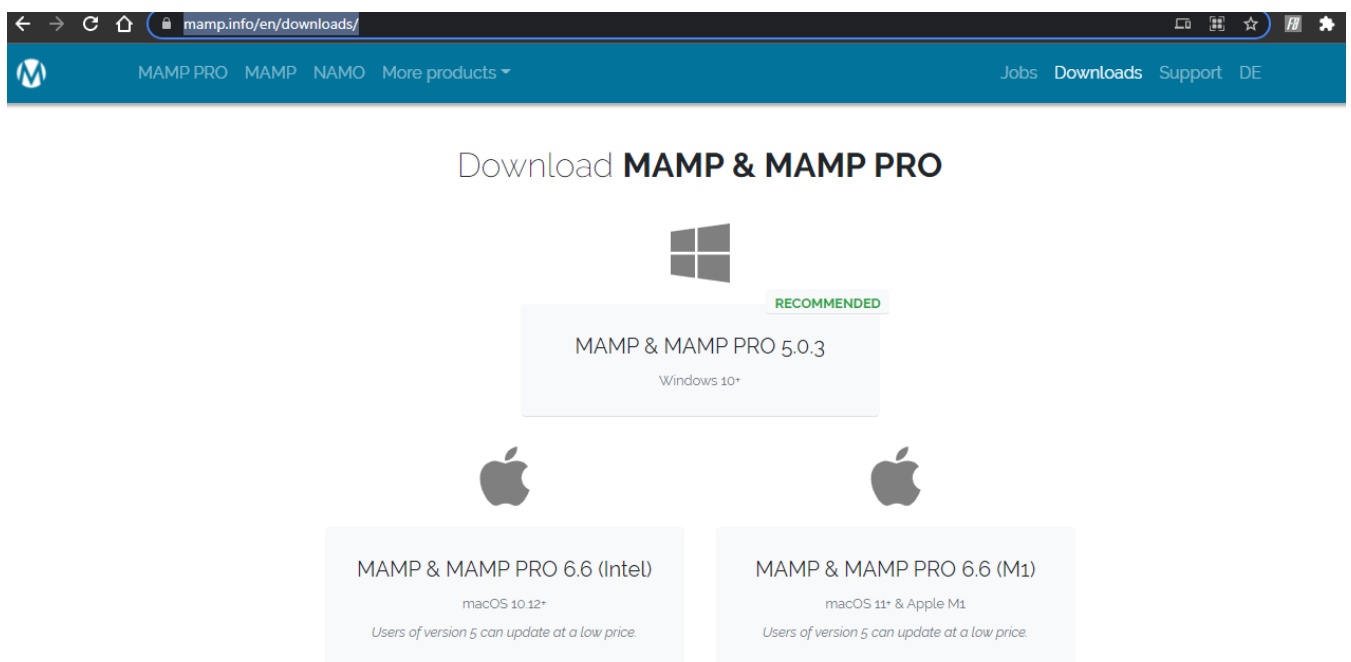 mamp.info/en/downloads/
MAMP PRO MAMP NAMO More products Jobs Downloads Support DE
Download MAMP & MAMP PRO
RECOMMENDED
MAMP & MAMP PRO 5.0.3
Windows 10+
MAMP & MAMP PRO 6.6 (Intel)
macOS 10.12+
Users of version 5 can update at a low price.
MAMP & MAMP PRO 6.6 (M1)
macOS 11+ & Apple M1
Users of version 5 can update at a low price.